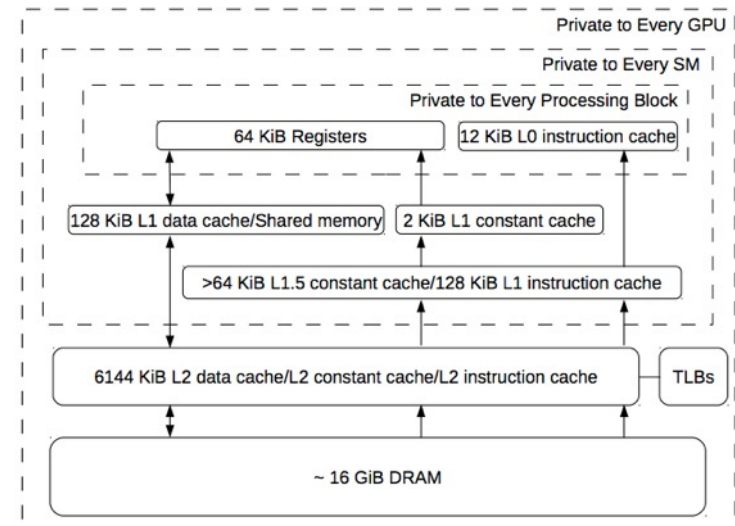 Private to Every GPU
Private to Every SM
Private to Every Processing Block
64 KiB Registers
12 KiB L0 instruction cache
128 KiB L1 data cache/Shared memory
2 KiB L1 constant cache
>64 KiB L1.5 constant cache/128 KiB L1 instruction cache
6144 KiB L2 data cache/L2 constant cache/L2 instruction cache
TLBs
~ 16 GiB DRAM